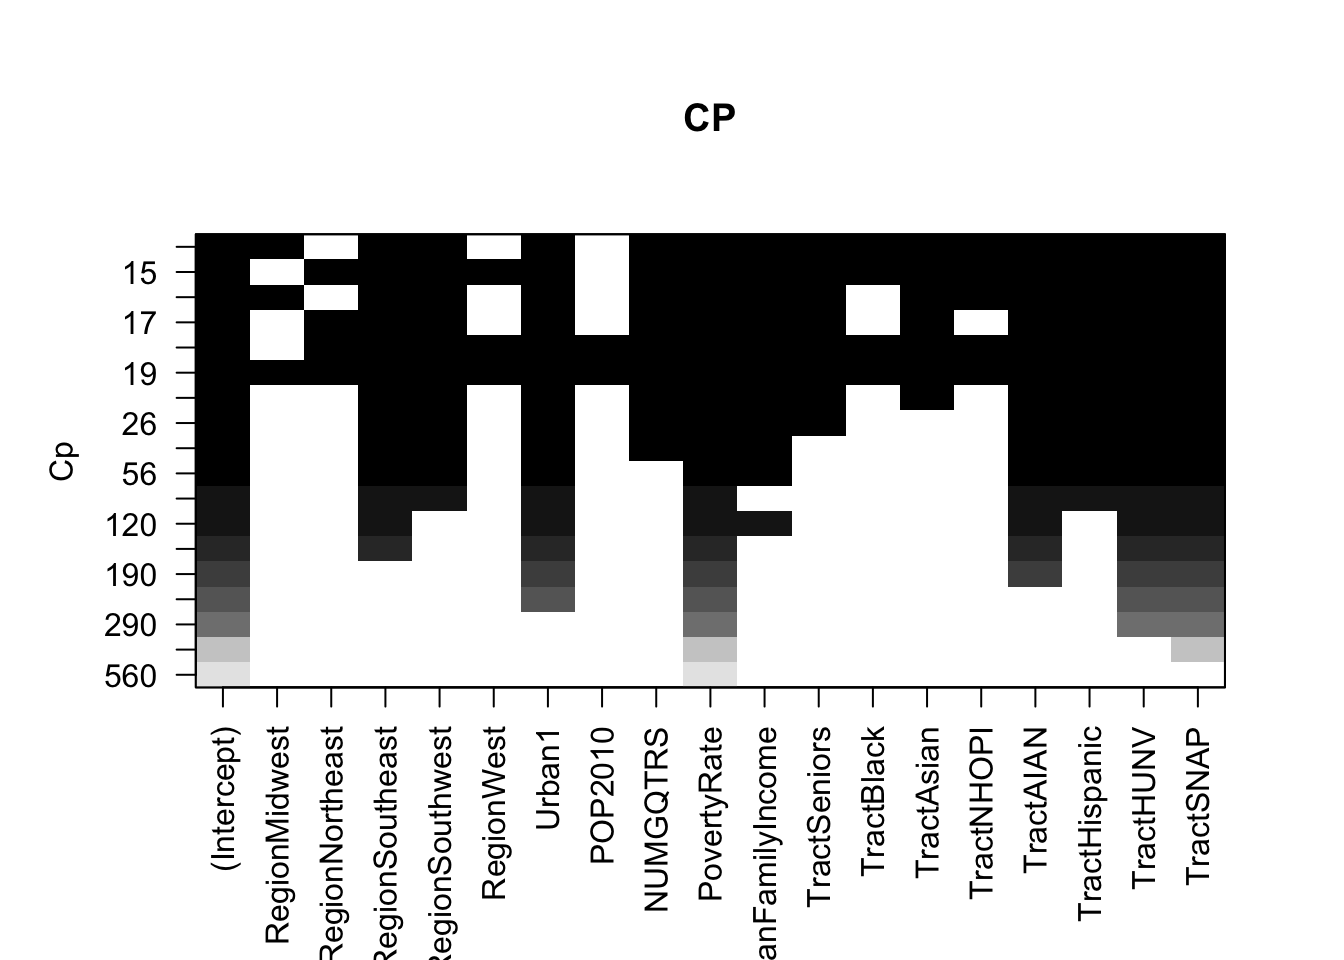 CP
Cp
15
17
19
26
56
120
190
290
560
(Intercept)
RegionMidwest
RegionNortheast
RegionSoutheast
RegionSouthwest
RegionWest
Urban1
POP2010
NUMGQTRS
PovertyRate
anFamilyIncome
TractSeniors
TractBlack
TractAsian
TractNHOPI
TractAIAN
TractHispanic
TractHUNV
TractSNAP